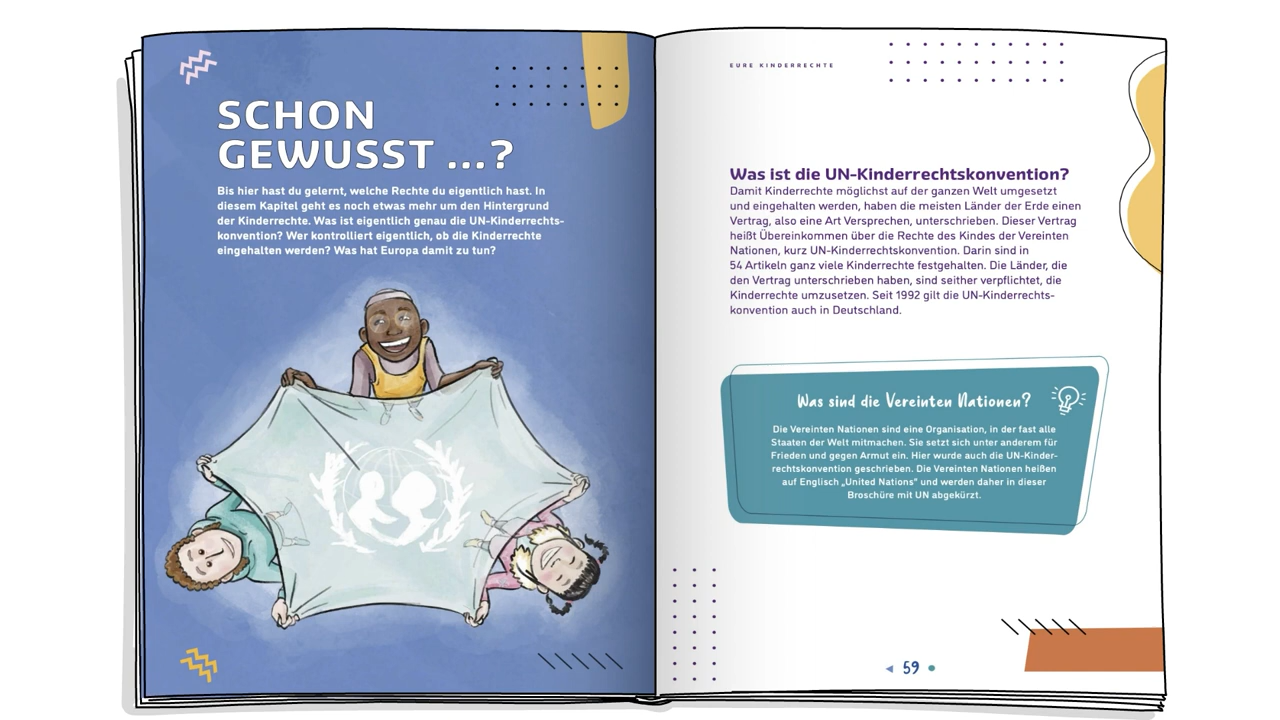 SCHON
GEWUSST ...?
Bis hier hast du gelernt, welche Rechte du eigentlich hast. In
diesem Kapitel geht es noch etwas mehr um den Hintergrund
der Kinderrechte. Was ist eigentlich genau die UN-Kinderrechts-
konvention? Wer kontrolliert eigentlich, ob die Kinderrechte
eingehalten werden? Was hat Europa damit zu tun?
EURE KINDERRECHTE
Was ist die UN-Kinderrechtskonvention?
Damit Kinderrechte möglichst auf der ganzen Welt umgesetzt
und eingehalten werden, haben die meisten Länder der Erde einen
Vertrag, also eine Art Versprechen, unterschrieben. Dieser Vertrag
heißt Übereinkommen über die Rechte des Kindes der Vereinten
Nationen, kurz UN-Kinderrechtskonvention. Darin sind in
54 Artikeln ganz viele Kinderrechte festgehalten. Die Länder, die
den Vertrag unterschrieben haben, sind seither verpflichtet, die
Kinderrechte umzusetzen. Seit 1992 gilt die UN-Kinderrechts-
konvention auch in Deutschland.
Was sind die Vereinten Nationen?
Die Vereinten Nationen sind eine Organisation, in der fast alle
Staaten der Welt mitmachen. Sie setzt sich unter anderem für
Frieden und gegen Armut ein. Hier wurde auch die UN-Kinder-
rechtskonvention geschrieben. Die Vereinten Nationen heißen
auf Englisch „United Nations“ und werden daher in dieser
Broschüre mit UN abgekürzt.
59